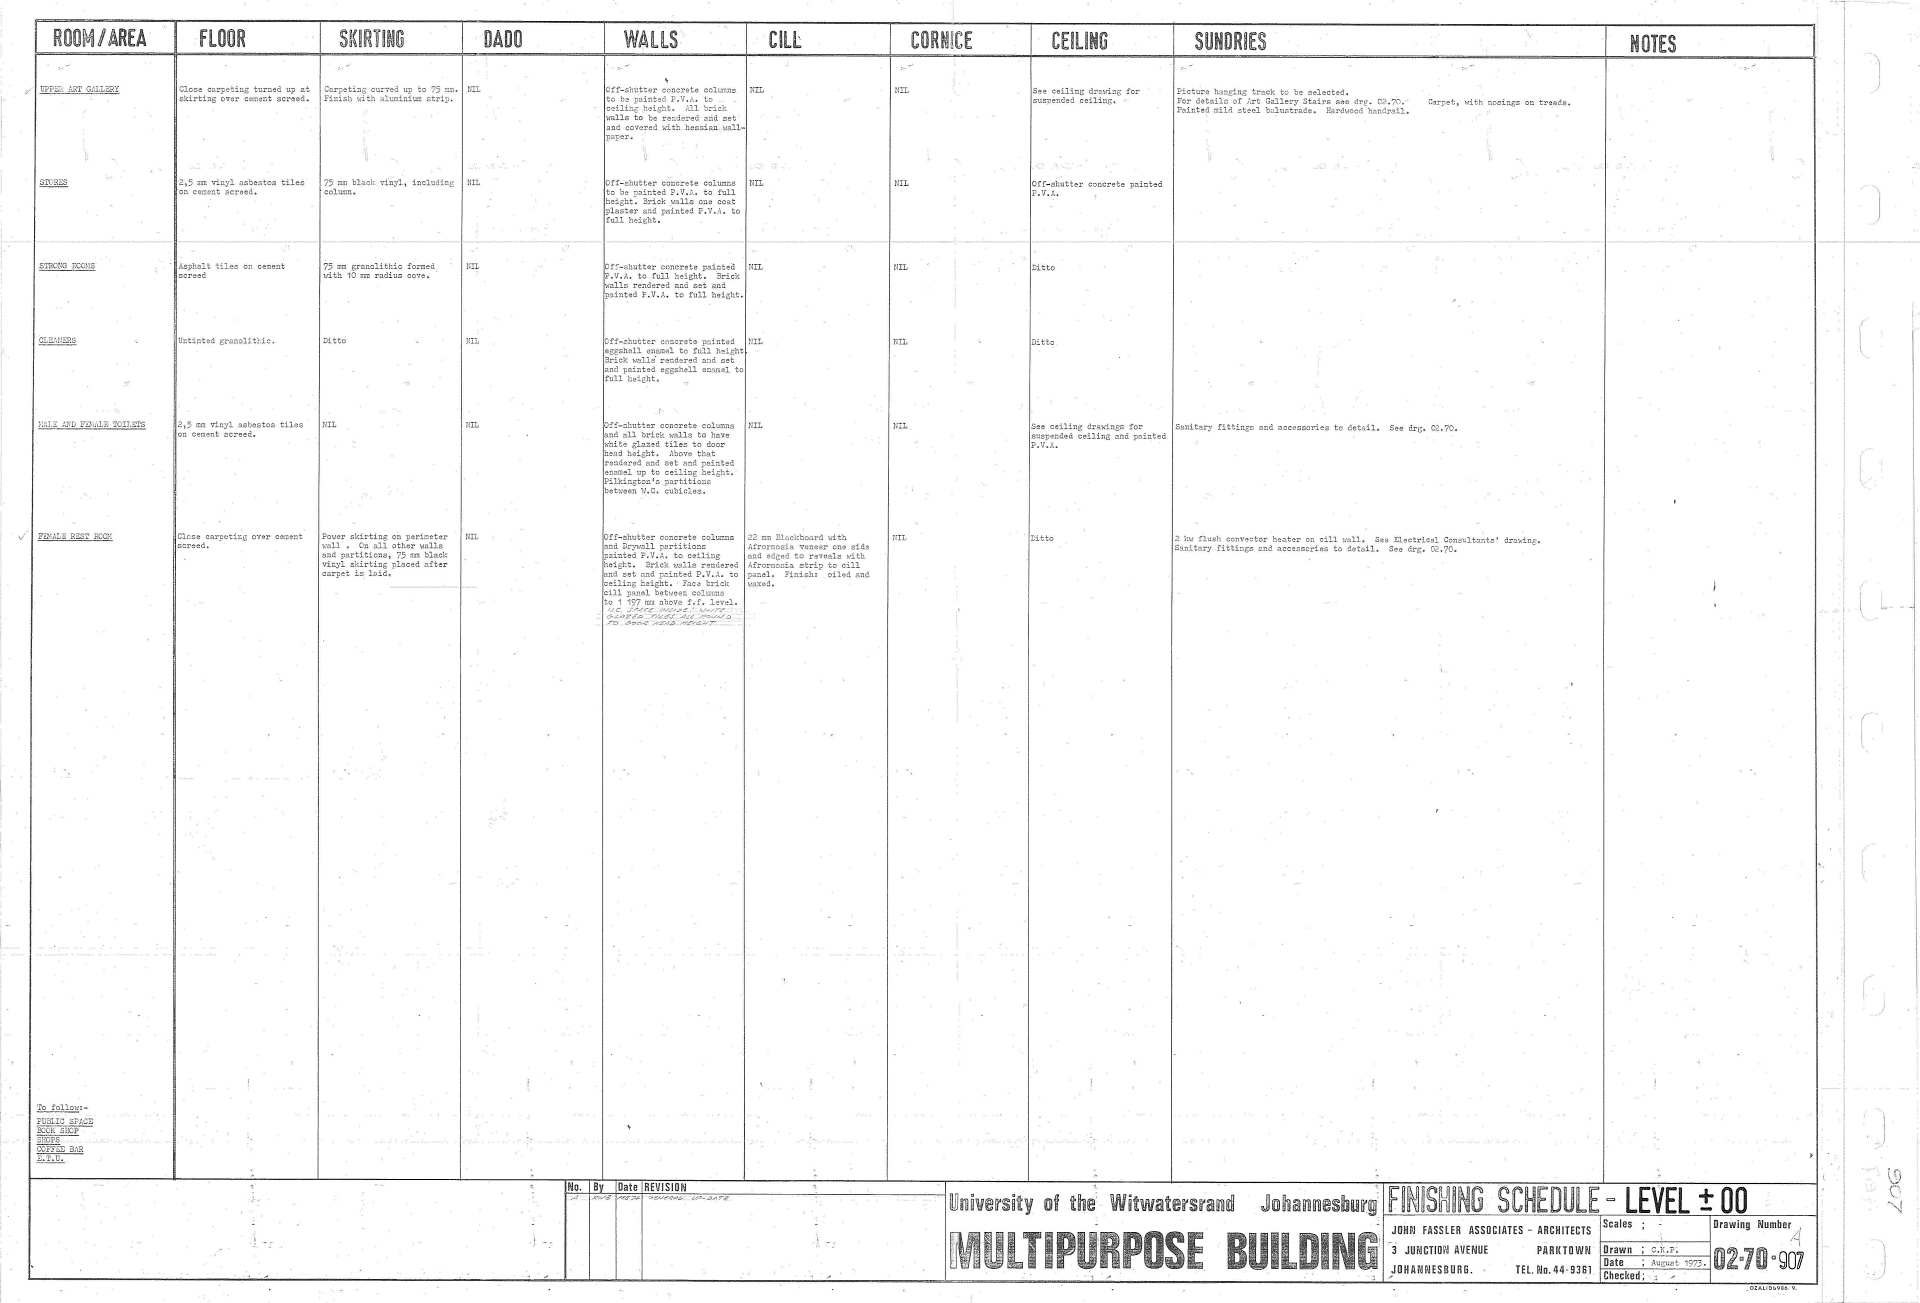 ROOM/AREA FLOOR SKIRTING DADO WALLS CILL CORNICE CEILING SUNDRIES NOTES
UPPER ART GALLERY
Close carpeting turned up at
skirting over cement screed.
Carpeting curved up to 75 mm.
Finish with aluminium strip.
NIL
Off-shutter concrete columns
to be painted P.V.A. to
ceiling height. All brick
walls to be rendered and set
and covered with hessian wall-
paper.
NIL
NIL
See ceiling drawing for
suspended ceiling.
Picture hanging track to be selected.
For details of Art Gallery Stairs see drg. 02.70. Carpet, with nosings on treads.
Painted mild steel balustrade. Hardwood handrail.
STORES
2,5 mm vinyl asbestos tiles
on cement screed.
75 mm black vinyl, including
column.
NIL
Off-shutter concrete columns
to be painted P.V.A. to full
height. Brick walls one coat
plaster and painted P.V.A. to
full height.
NIL
NIL
Off-shutter concrete painted
P.V.A.
STRONG ROOMS
Asphalt tiles on cement
screed
75 mm granolithic formed
with 10 mm radius cove.
NIL
Off-shutter concrete painted
P.V.A. to full height. Brick
walls rendered and set and
painted P.V.A. to full height.
NIL
NIL
Ditto
CLEANERS
Untinted granolithic.
Ditto
NIL
Off-shutter concrete painted
eggshell enamel to full height
Brick walls rendered and set
and painted eggshell enamel to
full height.
NIL
NIL
Ditto
MALE AND FEMALE TOILETS
2,5 mm vinyl asbestos tiles
on cement screed.
NIL
NIL
Off-shutter concrete columns
and all brick walls to have
white glazed tiles to door
head height. Above that
rendered and set and painted
enamel up to ceiling height.
Pilkington's partitions
between W.C. cubicles.
NIL
NIL
See ceiling drawings for
suspended ceiling and painted
P.V.A.
Sanitary fittings and accessories to detail. See drg. 02.70.
FEMALE REST ROOM
Close carpeting over cement
screed.
Power skirting on perimeter
wall . On all other walls
and partitions, 75 mm black
vinyl skirting placed after
carpet is laid.
NIL
Off-shutter concrete columns
and Drywall partitions
painted P.V.A. to ceiling
height. Brick walls rendered
and set and painted P.V.A. to
ceiling height. Face brick
cill panel between columns
to 1 197 mm above f.f. level.
W.C. SPACE WHITE
GLAZED TILES ALL ROUND
TO DOOR HEAD HEIGHT
22 mm Blackboard with
Afrormosia veneer one side
and edged to reveals with
Afrormosia strip to cill
panel. Finish: oiled and
waxed.
NIL
Ditto
2 kw flush convector heater on cill wall. See Electrical Consultants' drawing.
Sanitary fittings and accessories to detail. See drg. 02.70.
To follow:-
PUBLIC SPACE
BOOK SHOP
SHOPS
COFFEE BAR
E.T.U.
No. By Date REVISION
A GENERAL UP-DATE
University of the Witwatersrand Johannesburg
MULTIPURPOSE BUILDING
FINISHING SCHEDULE - LEVEL ± 00
JOHN FASSLER ASSOCIATES - ARCHITECTS
3 JUNCTION AVENUE PARKTOWN
JOHANNESBURG. TEL. No. 44-9361
Scales ; -
Drawn ; C.K.P.
Date ; August 1973.
Checked;
Drawing Number
A
02·70·907
907